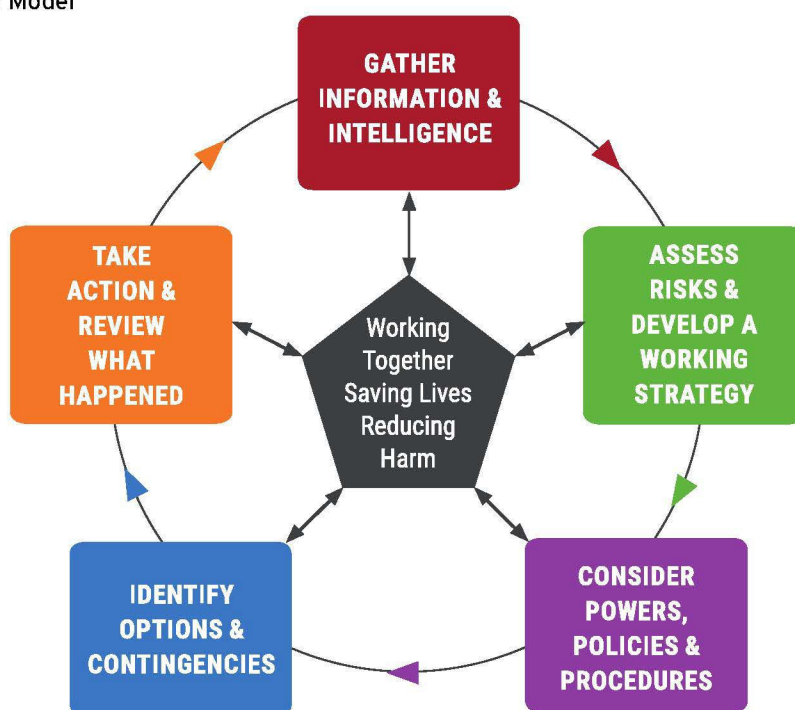 Model
GATHER
INFORMATION &
INTELLIGENCE
ASSESS
RISKS &
DEVELOP A
WORKING
STRATEGY
CONSIDER
POWERS,
POLICIES &
PROCEDURES
IDENTIFY
OPTIONS &
CONTINGENCIES
TAKE
ACTION &
REVIEW
WHAT
HAPPENED
Working
Together
Saving Lives
Reducing
Harm